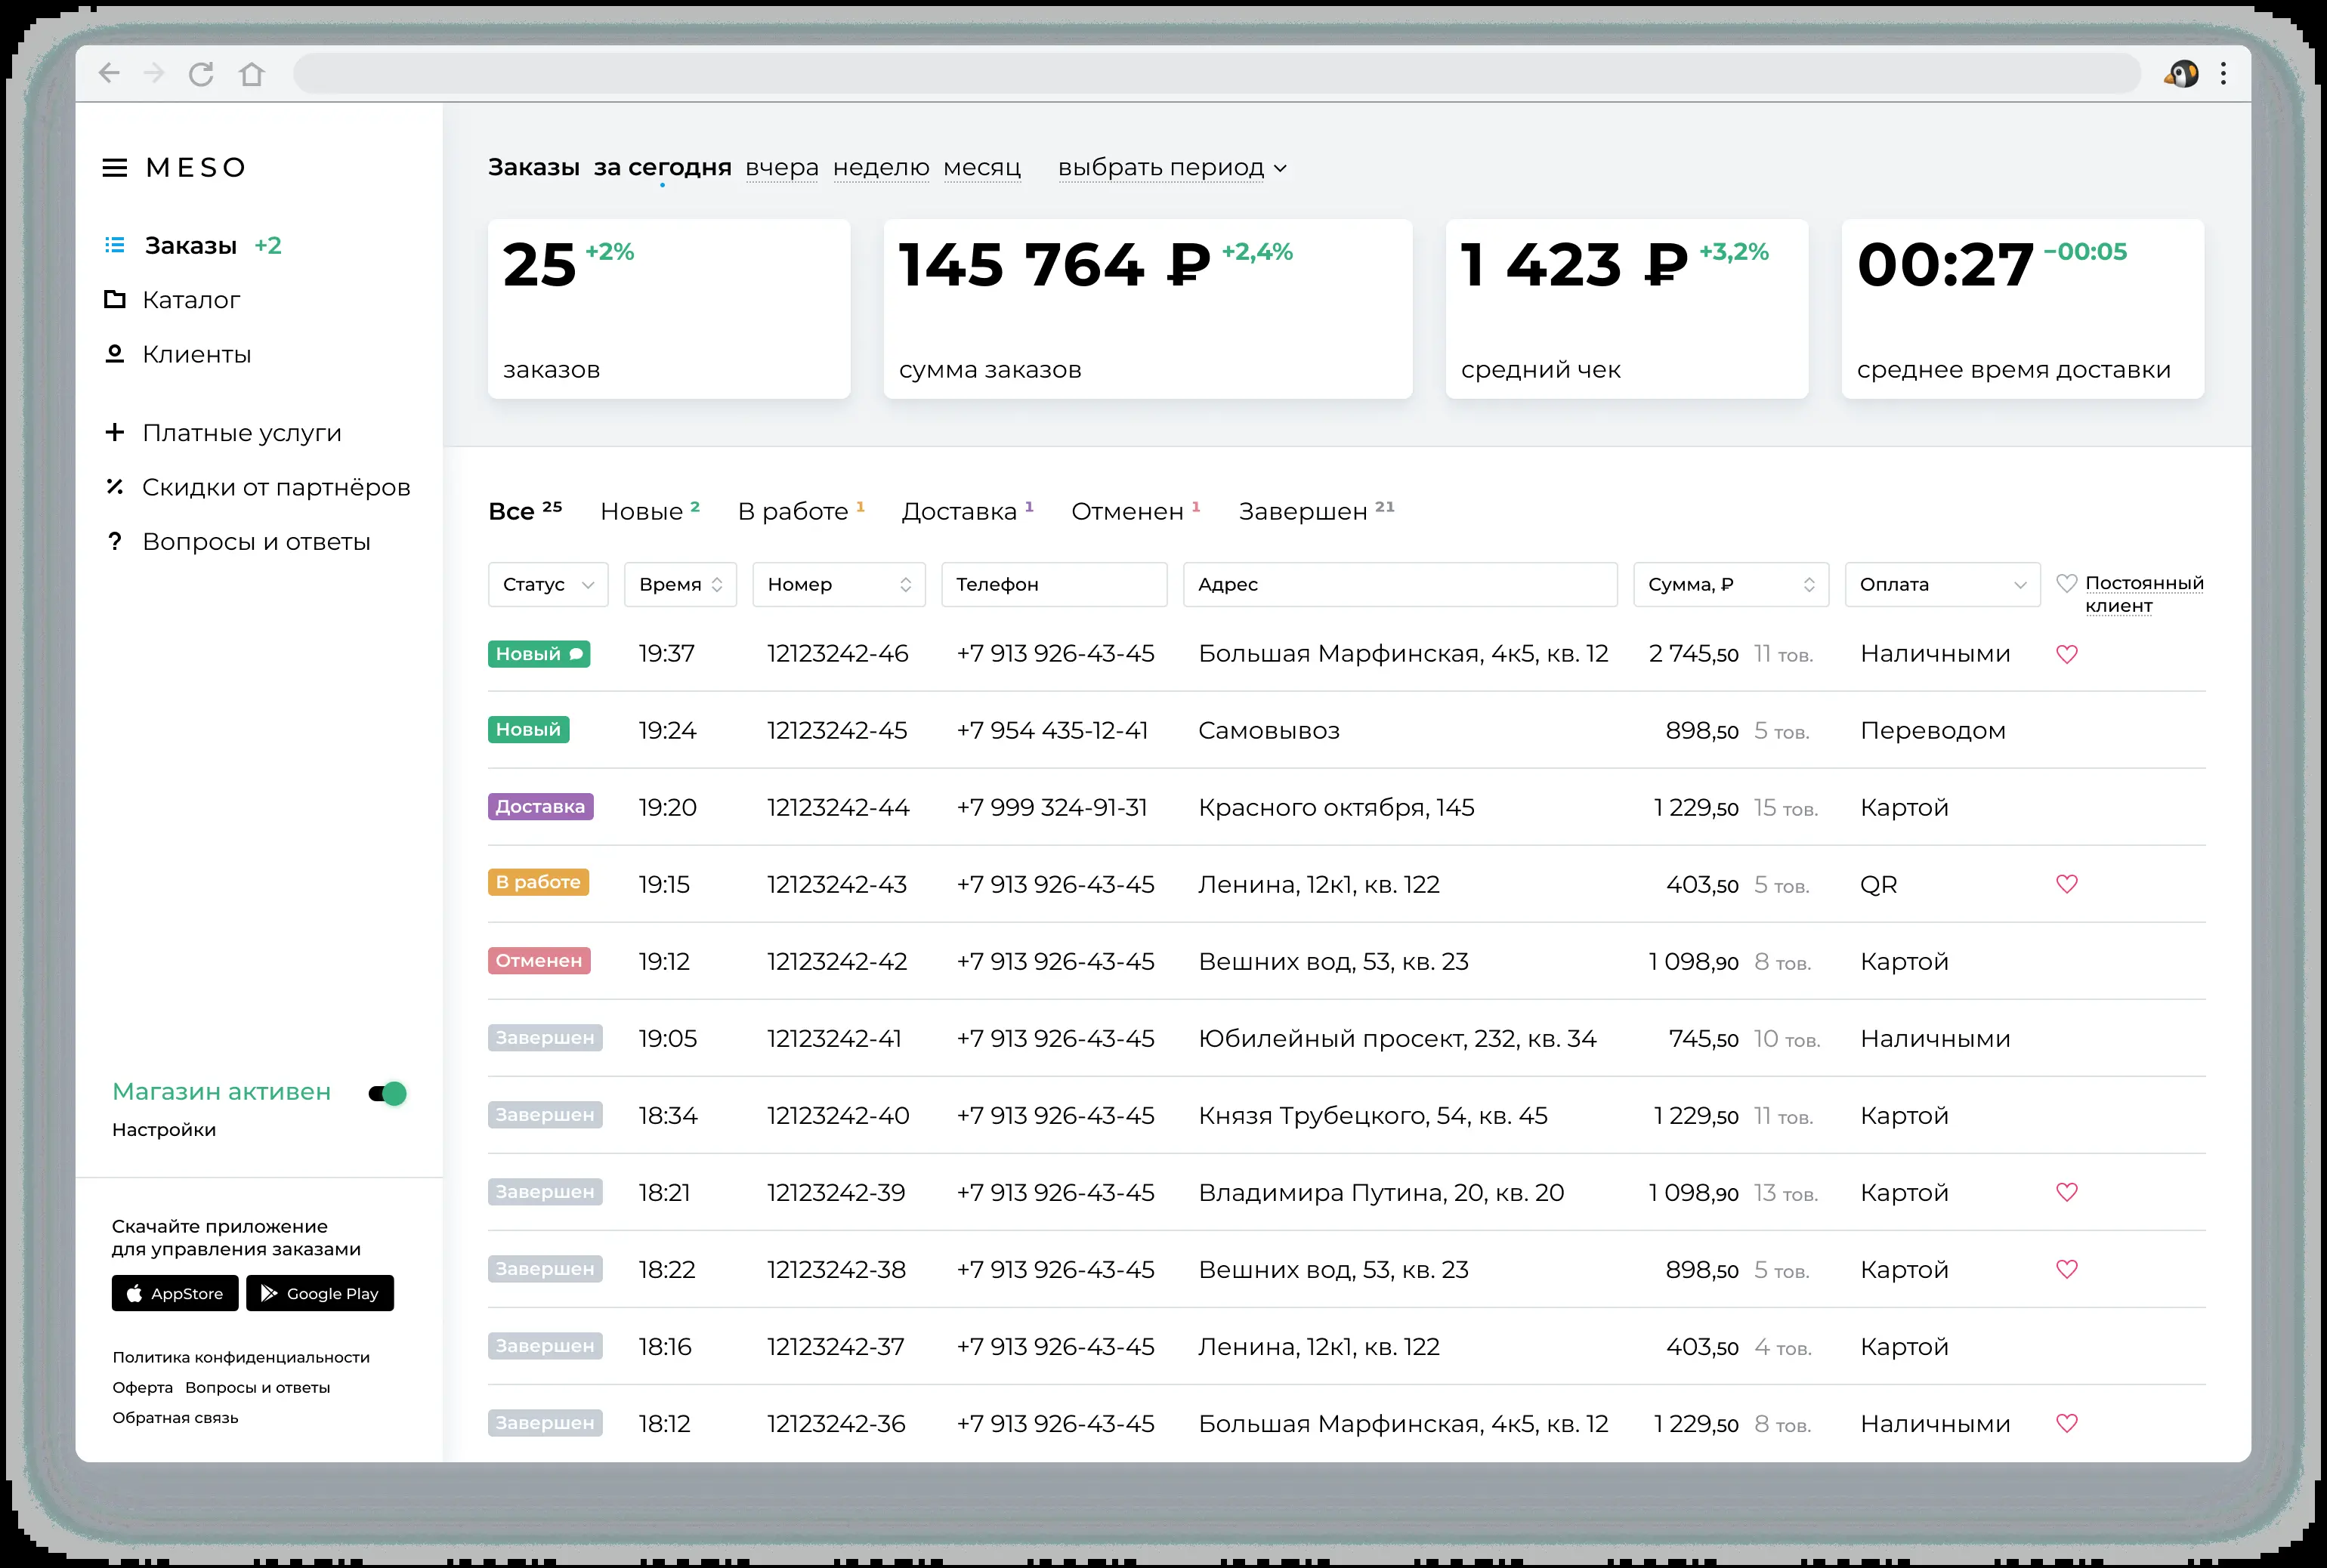 MESO
Заказы +2
Каталог
Клиенты
Платные услуги
Скидки от партнёров
Вопросы и ответы
Магазин активен
Настройки
Скачайте приложение
для управления заказами
AppStore Google Play
Политика конфиденциальности
Оферта Вопросы и ответы
Обратная связь
Заказы за сегодня вчера неделю месяц выбрать период
25 +2%
заказов
145 764 ₽ +2,4%
сумма заказов
1 423 ₽ +3,2%
средний чек
00:27 −00:05
среднее время доставки
Все 25 Новые 2 В работе 1 Доставка 1 Отменен 1 Завершен 21
Статус Время Номер Телефон Адрес Сумма, ₽ Оплата Постоянный
клиент
Новый 19:37 12123242-46 +7 913 926-43-45 Большая Марфинская, 4к5, кв. 12 2 745,50 11 тов. Наличными
Новый 19:24 12123242-45 +7 954 435-12-41 Самовывоз 898,50 5 тов. Переводом
Доставка 19:20 12123242-44 +7 999 324-91-31 Красного октября, 145 1 229,50 15 тов. Картой
В работе 19:15 12123242-43 +7 913 926-43-45 Ленина, 12к1, кв. 122 403,50 5 тов. QR
Отменен 19:12 12123242-42 +7 913 926-43-45 Вешних вод, 53, кв. 23 1 098,90 8 тов. Картой
Завершен 19:05 12123242-41 +7 913 926-43-45 Юбилейный просект, 232, кв. 34 745,50 10 тов. Наличными
Завершен 18:34 12123242-40 +7 913 926-43-45 Князя Трубецкого, 54, кв. 45 1 229,50 11 тов. Картой
Завершен 18:21 12123242-39 +7 913 926-43-45 Владимира Путина, 20, кв. 20 1 098,90 13 тов. Картой
Завершен 18:22 12123242-38 +7 913 926-43-45 Вешних вод, 53, кв. 23 898,50 5 тов. Картой
Завершен 18:16 12123242-37 +7 913 926-43-45 Ленина, 12к1, кв. 122 403,50 4 тов. Картой
Завершен 18:12 12123242-36 +7 913 926-43-45 Большая Марфинская, 4к5, кв. 12 1 229,50 8 тов. Наличными